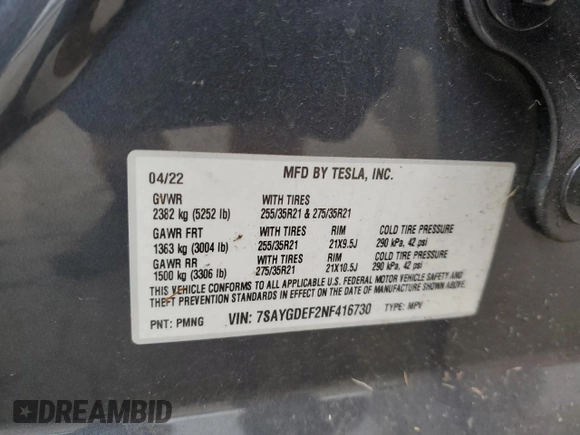 04/22 MFD BY TESLA, INC.
GVWR WITH TIRES
2382 kg (5252 lb) 255/35R21 & 275/35R21
GAWR FRT WITH TIRES RIM COLD TIRE PRESSURE
1363 kg (3004 lb) 255/35R21 21X9.5J 290 kPa, 42 psi
GAWR RR WITH TIRES RIM COLD TIRE PRESSURE
1500 kg (3306 lb) 275/35R21 21X10.5J 290 kPa, 42 psi
THIS VEHICLE CONFORMS TO ALL APPLICABLE U.S. FEDERAL MOTOR VEHICLE SAFETY AND
THEFT PREVENTION STANDARDS IN EFFECT ON THE DATE OF MANUFACTURE SHOWN ABOVE.
PNT: PMNG VIN: 7SAYGDEF2NF416730 TYPE: MPV
DREAMBID